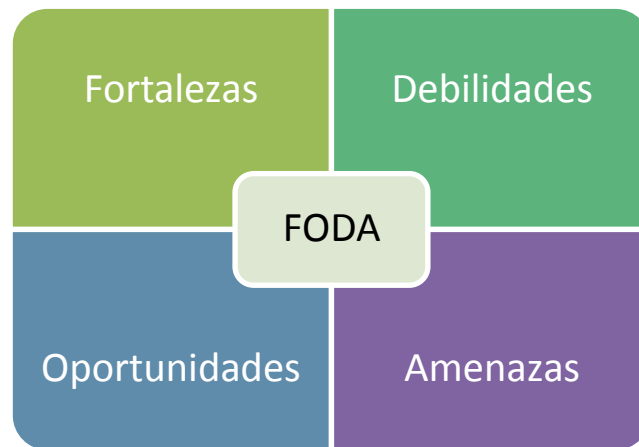 Fortalezas
Debilidades
FODA
Oportunidades
Amenazas